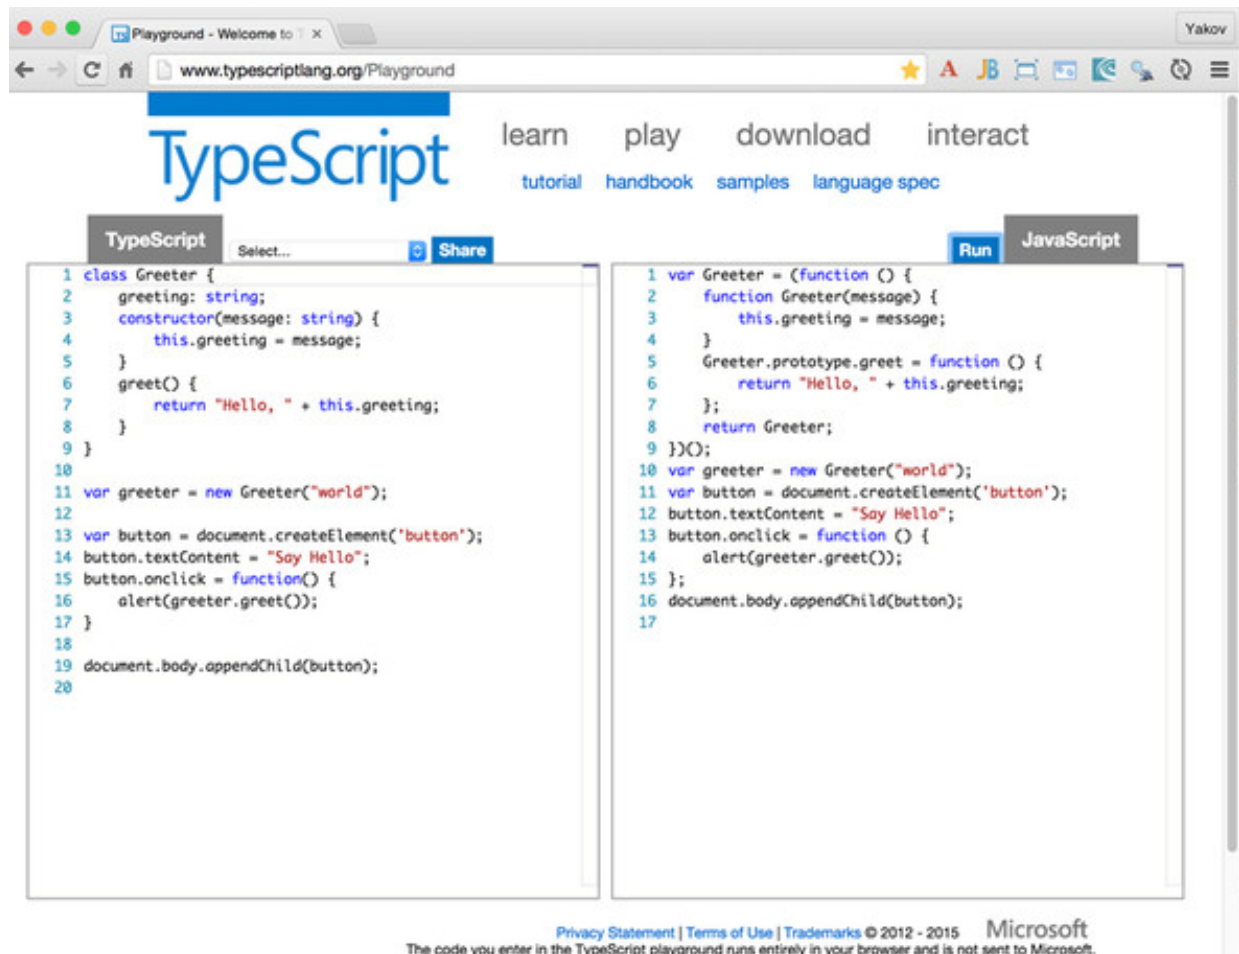 Playground - Welcome to T
Yakov
www.typescriptlang.org/Playground
TypeScript
learn play download interact
tutorial handbook samples language spec
TypeScript
Select...
Share
Run
JavaScript
1 class Greeter {
2     greeting: string;
3     constructor(message: string) {
4         this.greeting = message;
5     }
6     greet() {
7         return "Hello, " + this.greeting;
8     }
9 }
10
11 var greeter = new Greeter("world");
12
13 var button = document.createElement('button');
14 button.textContent = "Say Hello";
15 button.onclick = function() {
16     alert(greeter.greet());
17 }
18
19 document.body.appendChild(button);
20
1 var Greeter = (function () {
2     function Greeter(message) {
3         this.greeting = message;
4     }
5     Greeter.prototype.greet = function () {
6         return "Hello, " + this.greeting;
7     };
8     return Greeter;
9 })();
10 var greeter = new Greeter("world");
11 var button = document.createElement('button');
12 button.textContent = "Say Hello";
13 button.onclick = function () {
14     alert(greeter.greet());
15 };
16 document.body.appendChild(button);
17
Privacy Statement | Terms of Use | Trademarks © 2012 - 2015 Microsoft
The code you enter in the TypeScript playground runs entirely in your browser and is not sent to Microsoft.